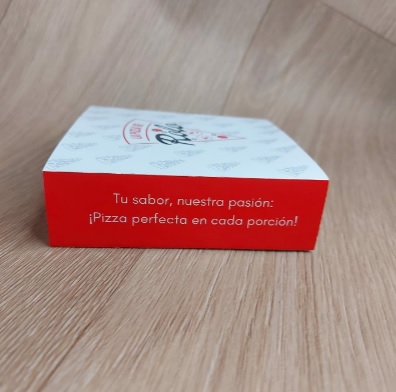 Tu sabor, nuestra pasión:
¡Pizza perfecta en cada porción!